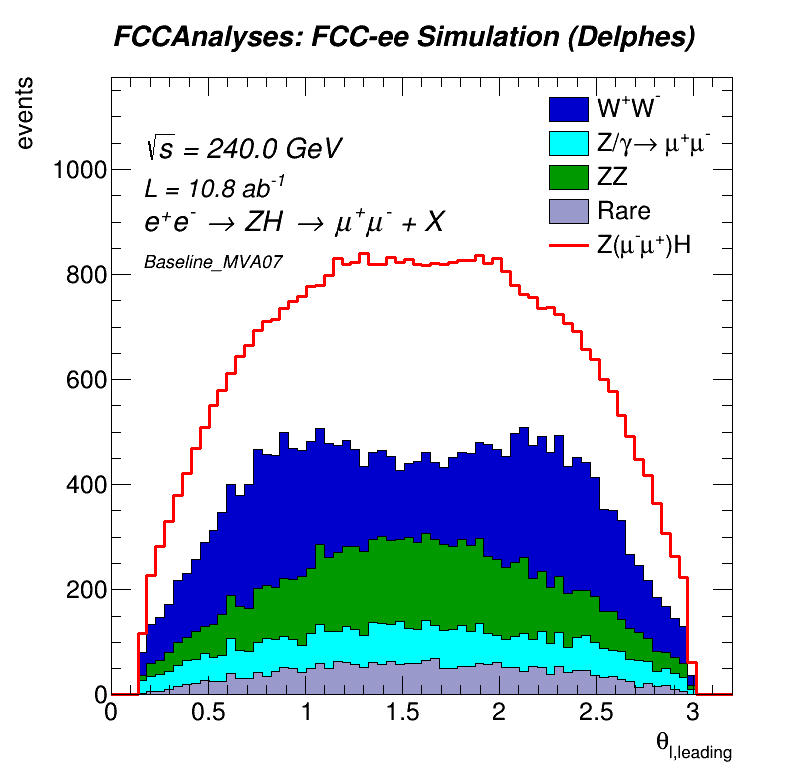 FCCAnalyses: FCC-ee Simulation (Delphes)
events
√s = 240.0 GeV
L = 10.8 ab⁻¹
e⁺e⁻ → ZH → μ⁺μ⁻ + X
Baseline_MVA07
W⁺W⁻
Z/γ→ μ⁺μ⁻
ZZ
Rare
Z(μ⁻μ⁺)H
1000
800
600
400
200
0
0 0.5 1 1.5 2 2.5 3
θl,leading